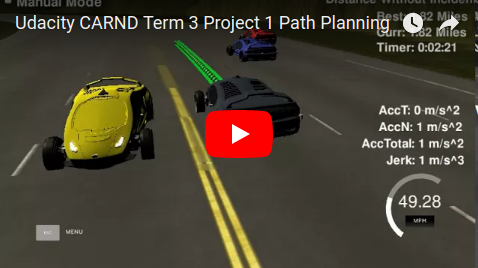 Manual Mode
Distance Without Incident
Udacity CARND Term 3 Project 1 Path Planning
Best: .82 Miles
Curr: 1.82 Miles
Timer: 0:02:21
AccT: 0 m/s^2
AccN: 1 m/s^2
AccTotal: 1 m/s^2
Jerk: 1 m/s^3
49.28
MPH
ESC
MENU